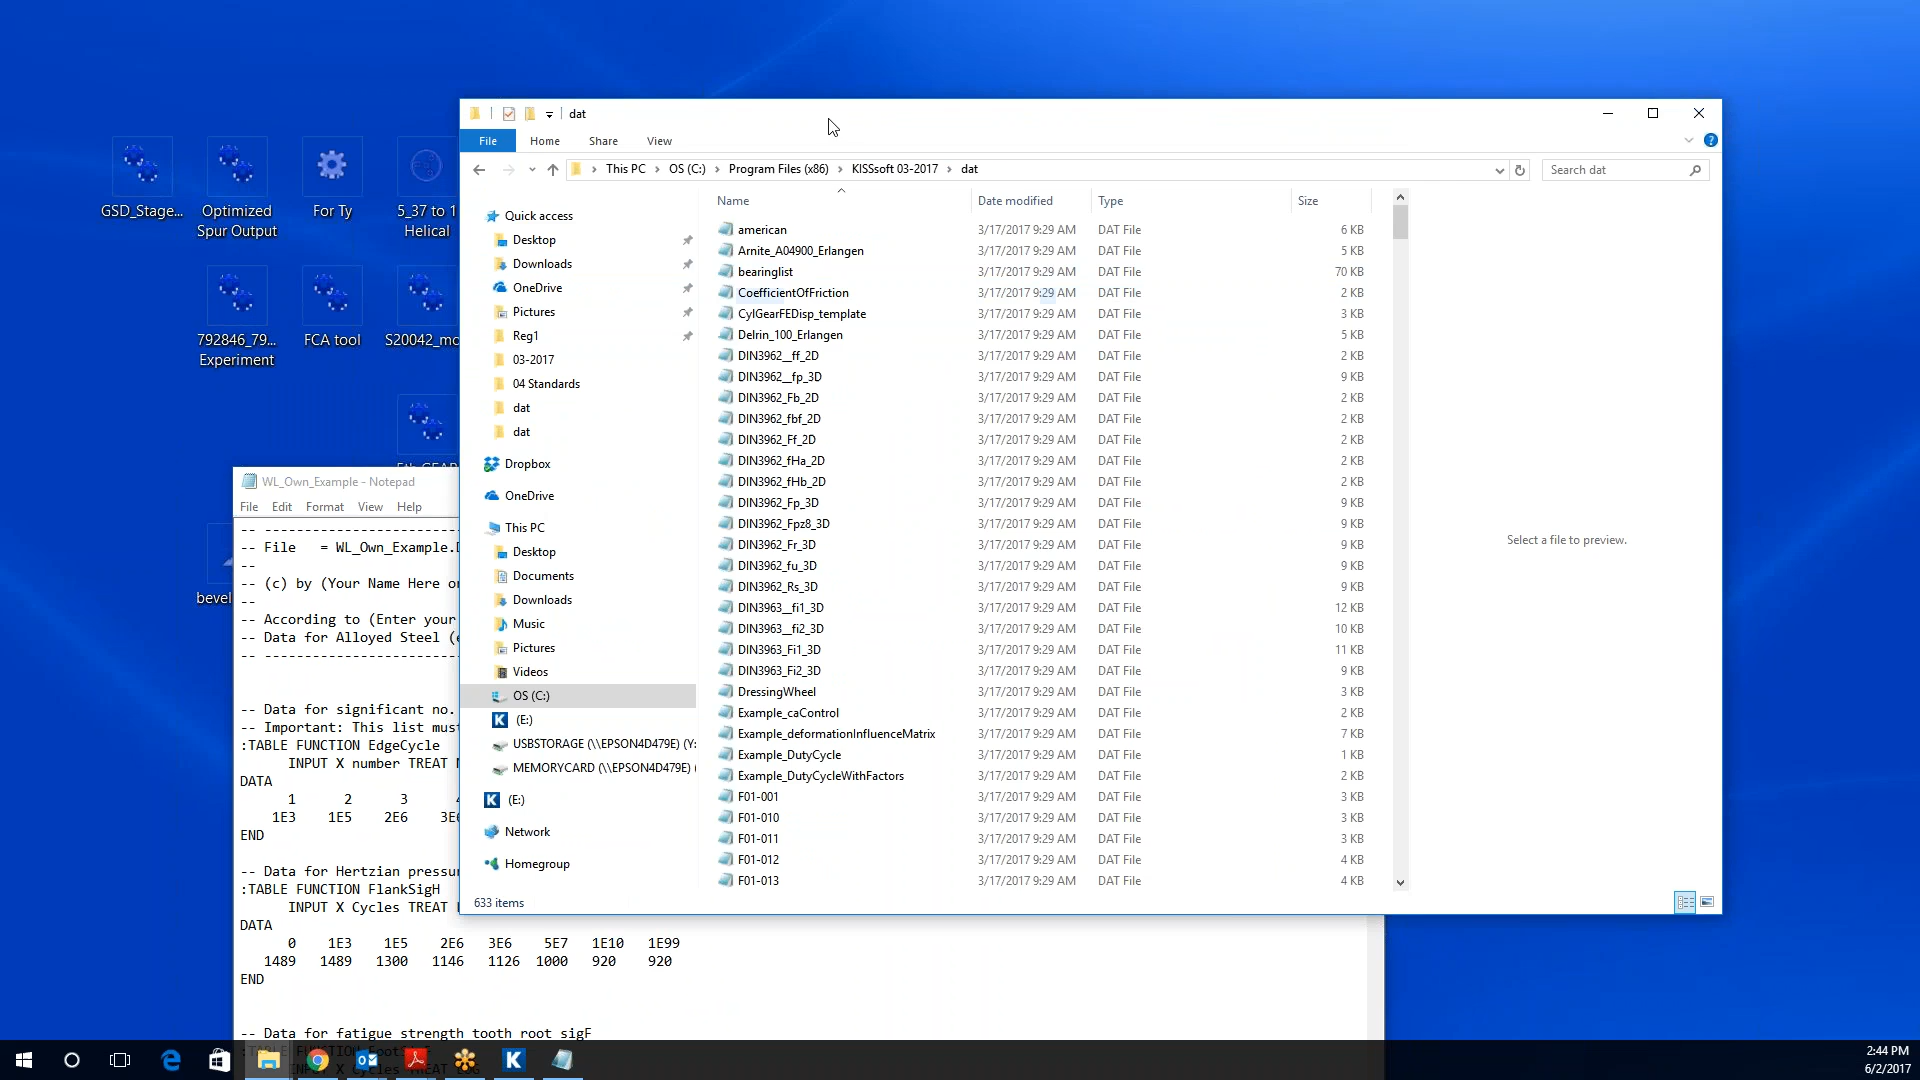 GSD_Stage...
Optimized
Spur Output
For Ty
5_37 to 1
Helical
792846_79...
Experiment
FCA tool
S20042_mo
bevel
dat
File
Home
Share
View
This PC
OS (C:)
Program Files (x86)
KISSsoft 03-2017
dat
Search dat
Quick access
Desktop
Downloads
OneDrive
Pictures
Reg1
03-2017
04 Standards
dat
dat
Dropbox
OneDrive
This PC
Desktop
Documents
Downloads
Music
Pictures
Videos
OS (C:)
(E:)
USBSTORAGE (\\EPSON4D479E) (Y:
MEMORYCARD (\\EPSON4D479E) (
(E:)
Network
Homegroup
Name Date modified Type Size
american 3/17/2017 9:29 AM DAT File 6 KB
Arnite_A04900_Erlangen 3/17/2017 9:29 AM DAT File 5 KB
bearinglist 3/17/2017 9:29 AM DAT File 70 KB
CoefficientOfFriction 3/17/2017 9:29 AM DAT File 2 KB
CylGearFEDisp_template 3/17/2017 9:29 AM DAT File 3 KB
Delrin_100_Erlangen 3/17/2017 9:29 AM DAT File 5 KB
DIN3962__ff_2D 3/17/2017 9:29 AM DAT File 2 KB
DIN3962__fp_3D 3/17/2017 9:29 AM DAT File 9 KB
DIN3962_Fb_2D 3/17/2017 9:29 AM DAT File 2 KB
DIN3962_fbf_2D 3/17/2017 9:29 AM DAT File 2 KB
DIN3962_Ff_2D 3/17/2017 9:29 AM DAT File 2 KB
DIN3962_fHa_2D 3/17/2017 9:29 AM DAT File 2 KB
DIN3962_fHb_2D 3/17/2017 9:29 AM DAT File 2 KB
DIN3962_Fp_3D 3/17/2017 9:29 AM DAT File 9 KB
DIN3962_Fpz8_3D 3/17/2017 9:29 AM DAT File 9 KB
DIN3962_Fr_3D 3/17/2017 9:29 AM DAT File 9 KB
DIN3962_fu_3D 3/17/2017 9:29 AM DAT File 9 KB
DIN3962_Rs_3D 3/17/2017 9:29 AM DAT File 9 KB
DIN3963__fi1_3D 3/17/2017 9:29 AM DAT File 12 KB
DIN3963__fi2_3D 3/17/2017 9:29 AM DAT File 10 KB
DIN3963_Fi1_3D 3/17/2017 9:29 AM DAT File 11 KB
DIN3963_Fi2_3D 3/17/2017 9:29 AM DAT File 9 KB
DressingWheel 3/17/2017 9:29 AM DAT File 3 KB
Example_caControl 3/17/2017 9:29 AM DAT File 2 KB
Example_deformationInfluenceMatrix 3/17/2017 9:29 AM DAT File 7 KB
Example_DutyCycle 3/17/2017 9:29 AM DAT File 1 KB
Example_DutyCycleWithFactors 3/17/2017 9:29 AM DAT File 2 KB
F01-001 3/17/2017 9:29 AM DAT File 3 KB
F01-010 3/17/2017 9:29 AM DAT File 3 KB
F01-011 3/17/2017 9:29 AM DAT File 3 KB
F01-012 3/17/2017 9:29 AM DAT File 4 KB
F01-013 3/17/2017 9:29 AM DAT File 4 KB
Select a file to preview.
633 items
WL_Own_Example - Notepad
File Edit Format View Help
-- ---------------------------
-- File = WL_Own_Example.D
--
-- (c) by (Your Name Here or
--
-- According to (Enter your
-- Data for Alloyed Steel (e
-- ---------------------------
-- Data for significant no.
-- Important: This list must
:TABLE FUNCTION EdgeCycle
INPUT X number TREAT
DATA
1 2 3 4
1E3 1E5 2E6 3E6
END
-- Data for Hertzian pressu
:TABLE FUNCTION FlankSigH
INPUT X Cycles TREAT
DATA
0 1E3 1E5 2E6 3E6 5E7 1E10 1E99
1489 1489 1300 1146 1126 1000 920 920
END
-- Data for fatigue strength tooth root sigF
:TABLE FUNCTION
INPUT X Cycles TREAT LOG
2:44 PM
6/2/2017